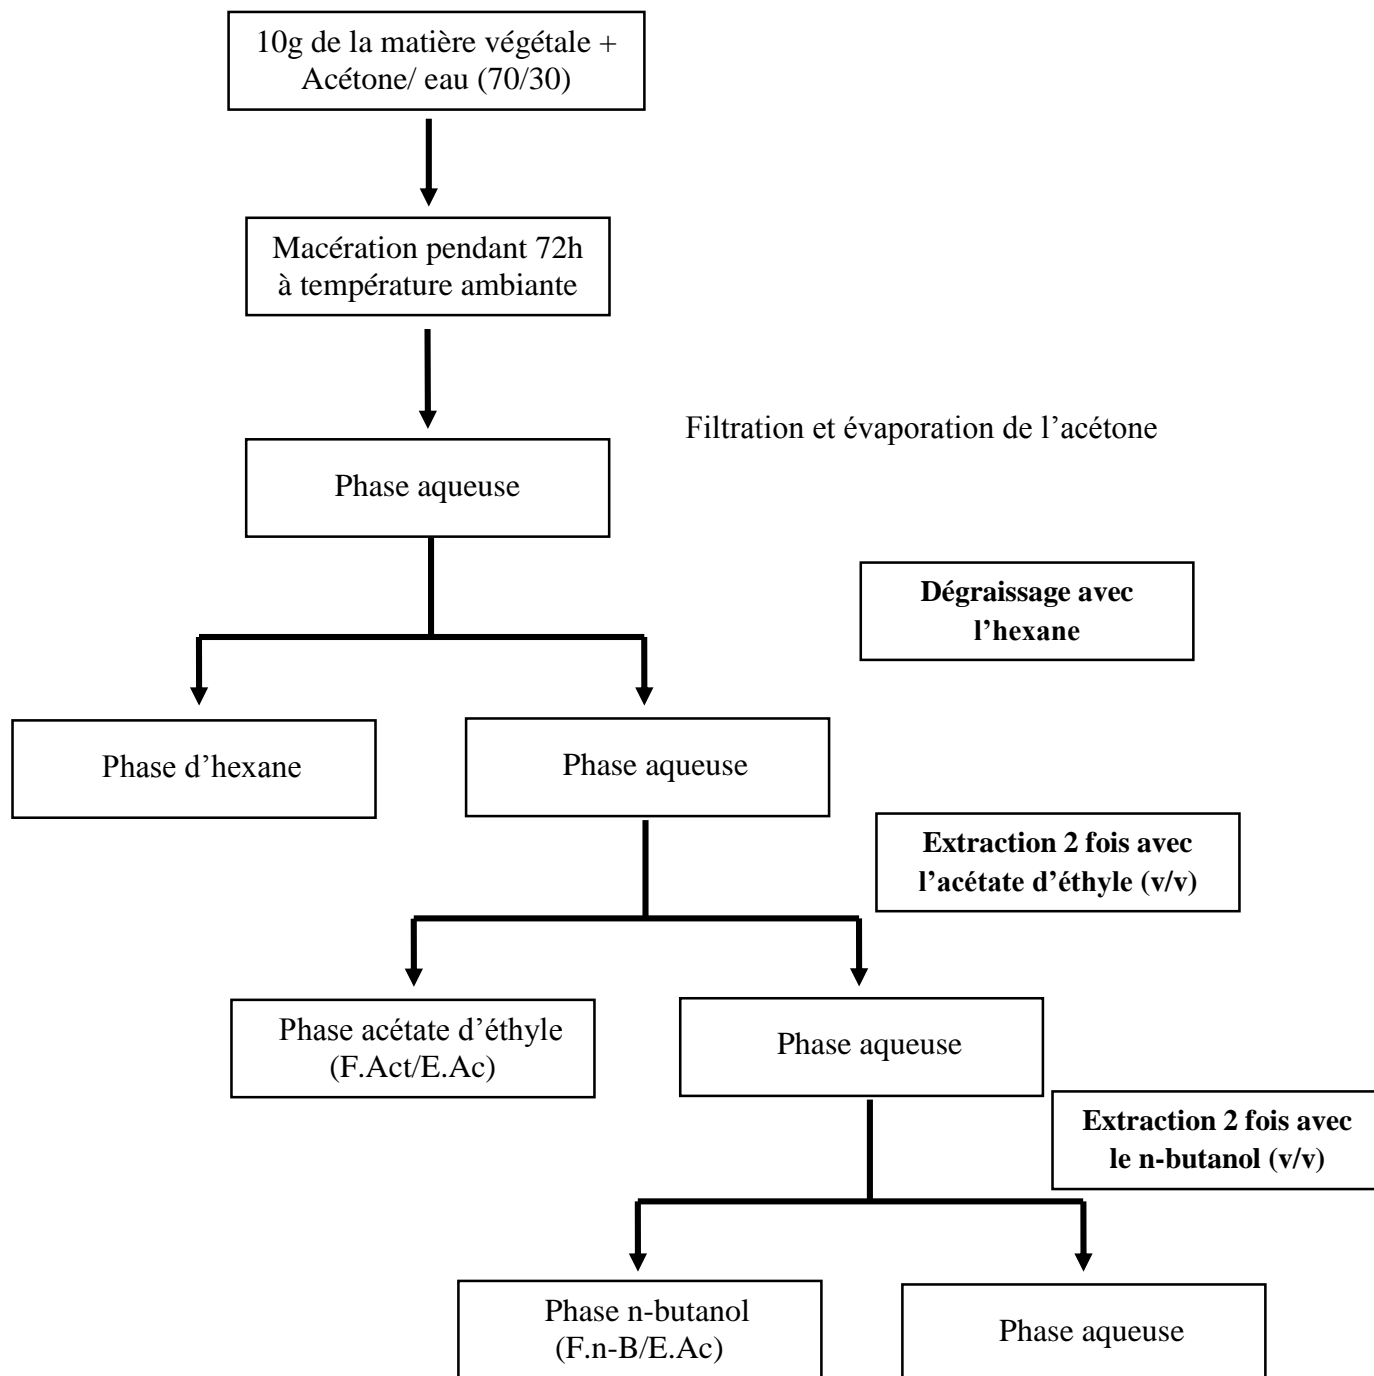 10g de la matière végétale +
Acétone/ eau (70/30)
Macération pendant 72h
à température ambiante
Filtration et évaporation de l’acétone
Phase aqueuse
Dégraissage avec
l’hexane
Phase d’hexane
Phase aqueuse
Extraction 2 fois avec
l’acétate d’éthyle (v/v)
Phase acétate d’éthyle
(F.Act/E.Ac)
Phase aqueuse
Extraction 2 fois avec
le n-butanol (v/v)
Phase n-butanol
(F.n-B/E.Ac)
Phase aqueuse